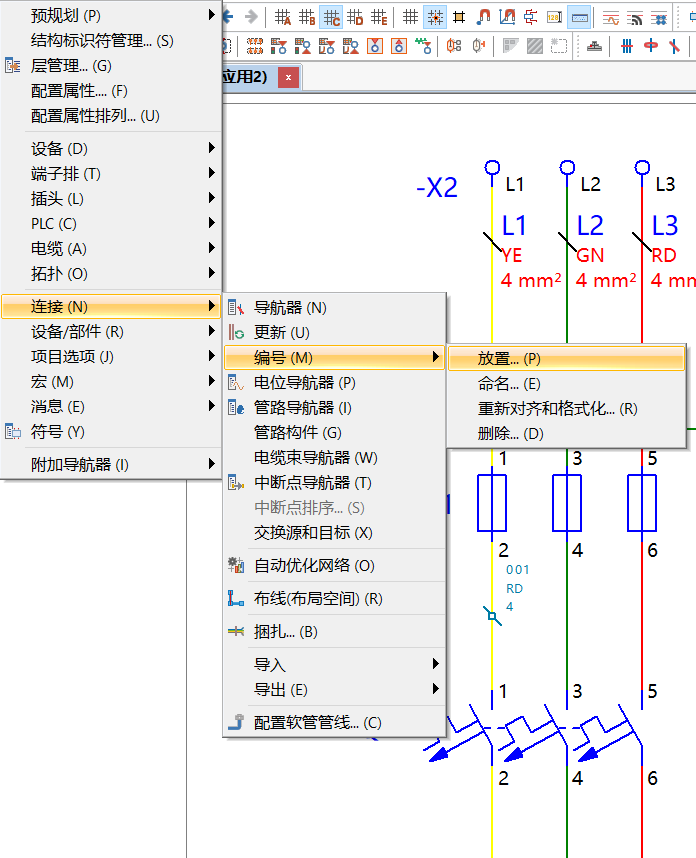 预规划 (P)
结构标识符管理... (S)
层管理... (G)
配置属性.... (F)
配置属性排列... (U)
设备 (D)
端子排 (T)
插头 (L)
PLC (C)
电缆 (A)
拓扑 (O)
连接 (N)
设备/部件 (R)
项目选项 (J)
宏 (M)
消息 (E)
符号 (Y)
附加导航器 (I)
导航器 (N)
更新 (U)
编号 (M)
电位导航器 (P)
管路导航器 (I)
管路构件 (G)
电缆束导航器 (W)
中断点导航器 (T)
中断点排序... (S)
交换源和目标 (X)
自动优化网络 (O)
布线(布局空间) (R)
捆扎... (B)
导入
导出 (E)
配置软管管线... (C)
放置... (P)
命名... (E)
重新对齐和格式化... (R)
删除... (D)
A B C D E
应用2) x
-X2
L1 L2 L3
L1 L2 L3
YE GN RD
4 mm² 4 mm² 4 mm
1 3 5
2 4 6
001
RD
4
1 3 5
2 4 6